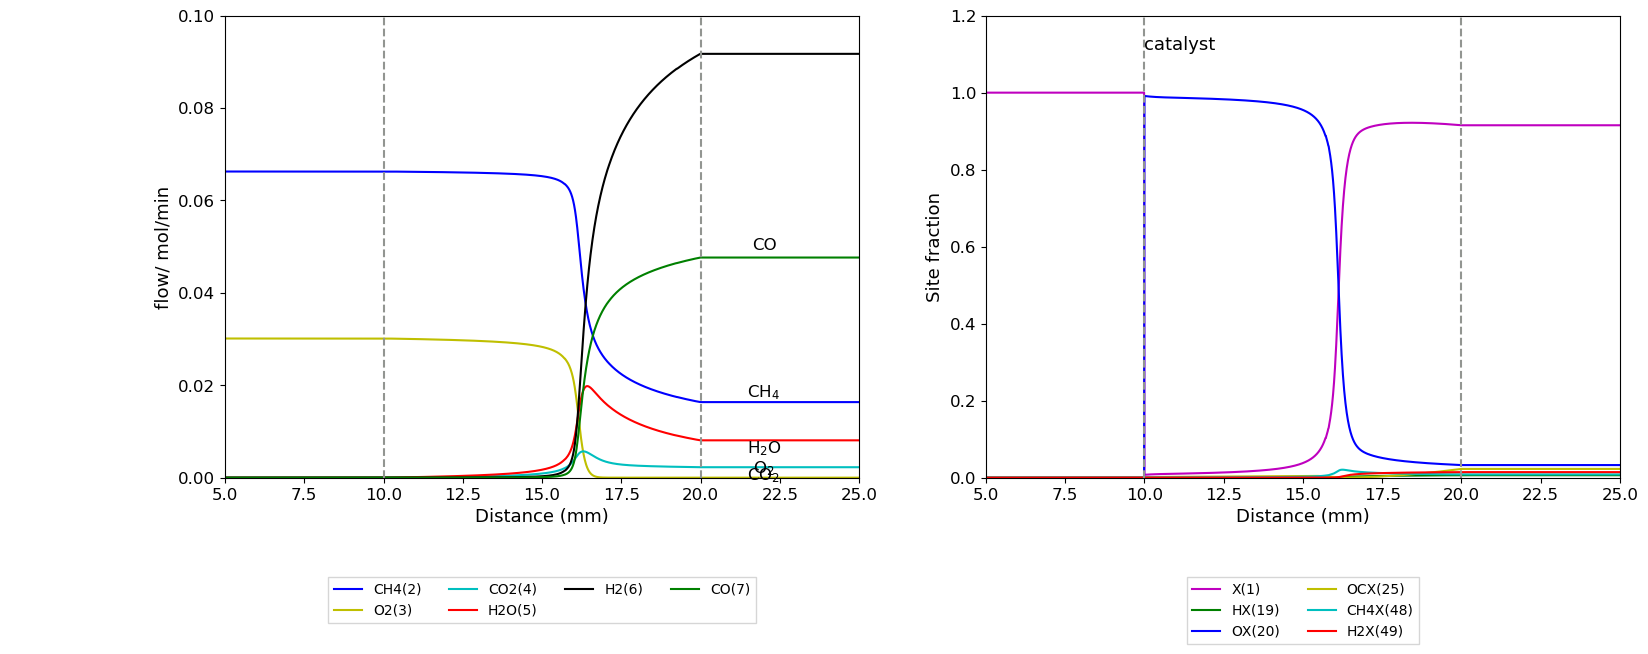 0.10
0.08
0.06
0.04
0.02
0.00
flow/ mol/min
CO
CH₄
H₂O
O₂
CO₂
5.0 7.5 10.0 12.5 15.0 17.5 20.0 22.5 25.0
Distance (mm)
CH4(2) CO2(4) H2(6) CO(7)
O2(3) H2O(5)
1.2
1.0
0.8
0.6
0.4
0.2
0.0
Site fraction
catalyst
5.0 7.5 10.0 12.5 15.0 17.5 20.0 22.5 25.0
Distance (mm)
X(1) OCX(25)
HX(19) CH4X(48)
OX(20) H2X(49)